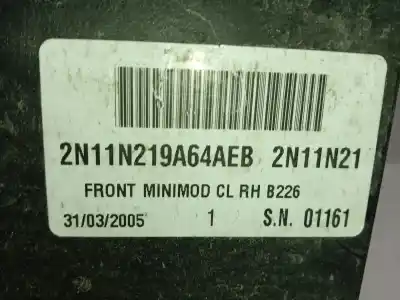 2N11N219A64AEB 2N11N21
FRONT MINIMOD CL RH B226
31/03/2005 1 S.N. 01161